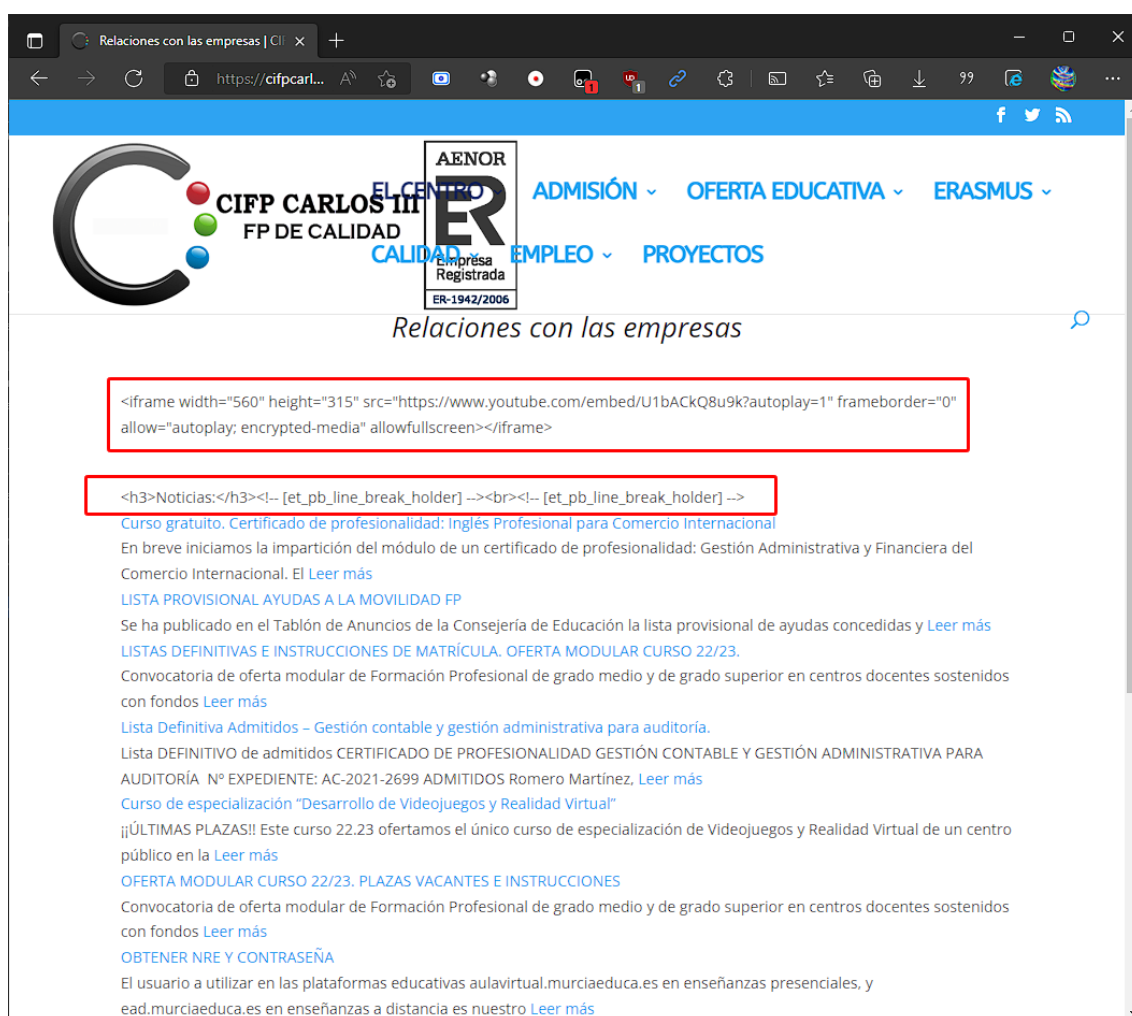 Relaciones con las empresas | CI
https://cifpcarl...
1
1
AENOR
ER
Empresa
Registrada
ER-1942/2006
CIFP CARLOS III
FP DE CALIDAD
EL CENTRO
ADMISIÓN
OFERTA EDUCATIVA
ERASMUS
CALIDAD
EMPLEO
PROYECTOS
Relaciones con las empresas
<iframe width="560" height="315" src="https://www.youtube.com/embed/U1bACkQ8u9k?autoplay=1" frameborder="0"
allow="autoplay; encrypted-media" allowfullscreen></iframe>
<h3>Noticias:</h3><!-- [et_pb_line_break_holder] --><br><!-- [et_pb_line_break_holder] -->
Curso gratuito. Certificado de profesionalidad: Inglés Profesional para Comercio Internacional
En breve iniciamos la impartición del módulo de un certificado de profesionalidad: Gestión Administrativa y Financiera del
Comercio Internacional. El Leer más
LISTA PROVISIONAL AYUDAS A LA MOVILIDAD FP
Se ha publicado en el Tablón de Anuncios de la Consejería de Educación la lista provisional de ayudas concedidas y Leer más
LISTAS DEFINITIVAS E INSTRUCCIONES DE MATRÍCULA. OFERTA MODULAR CURSO 22/23.
Convocatoria de oferta modular de Formación Profesional de grado medio y de grado superior en centros docentes sostenidos
con fondos Leer más
Lista Definitiva Admitidos – Gestión contable y gestión administrativa para auditoría.
Lista DEFINITIVO de admitidos CERTIFICADO DE PROFESIONALIDAD GESTIÓN CONTABLE Y GESTIÓN ADMINISTRATIVA PARA
AUDITORÍA  Nº EXPEDIENTE: AC-2021-2699 ADMITIDOS Romero Martínez, Leer más
Curso de especialización “Desarrollo de Videojuegos y Realidad Virtual”
¡¡ÚLTIMAS PLAZAS!! Este curso 22.23 ofertamos el único curso de especialización de Videojuegos y Realidad Virtual de un centro
público en la Leer más
OFERTA MODULAR CURSO 22/23. PLAZAS VACANTES E INSTRUCCIONES
Convocatoria de oferta modular de Formación Profesional de grado medio y de grado superior en centros docentes sostenidos
con fondos Leer más
OBTENER NRE Y CONTRASEÑA
El usuario a utilizar en las plataformas educativas aulavirtual.murciaeduca.es en enseñanzas presenciales, y
ead.murciaeduca.es en enseñanzas a distancia es nuestro Leer más